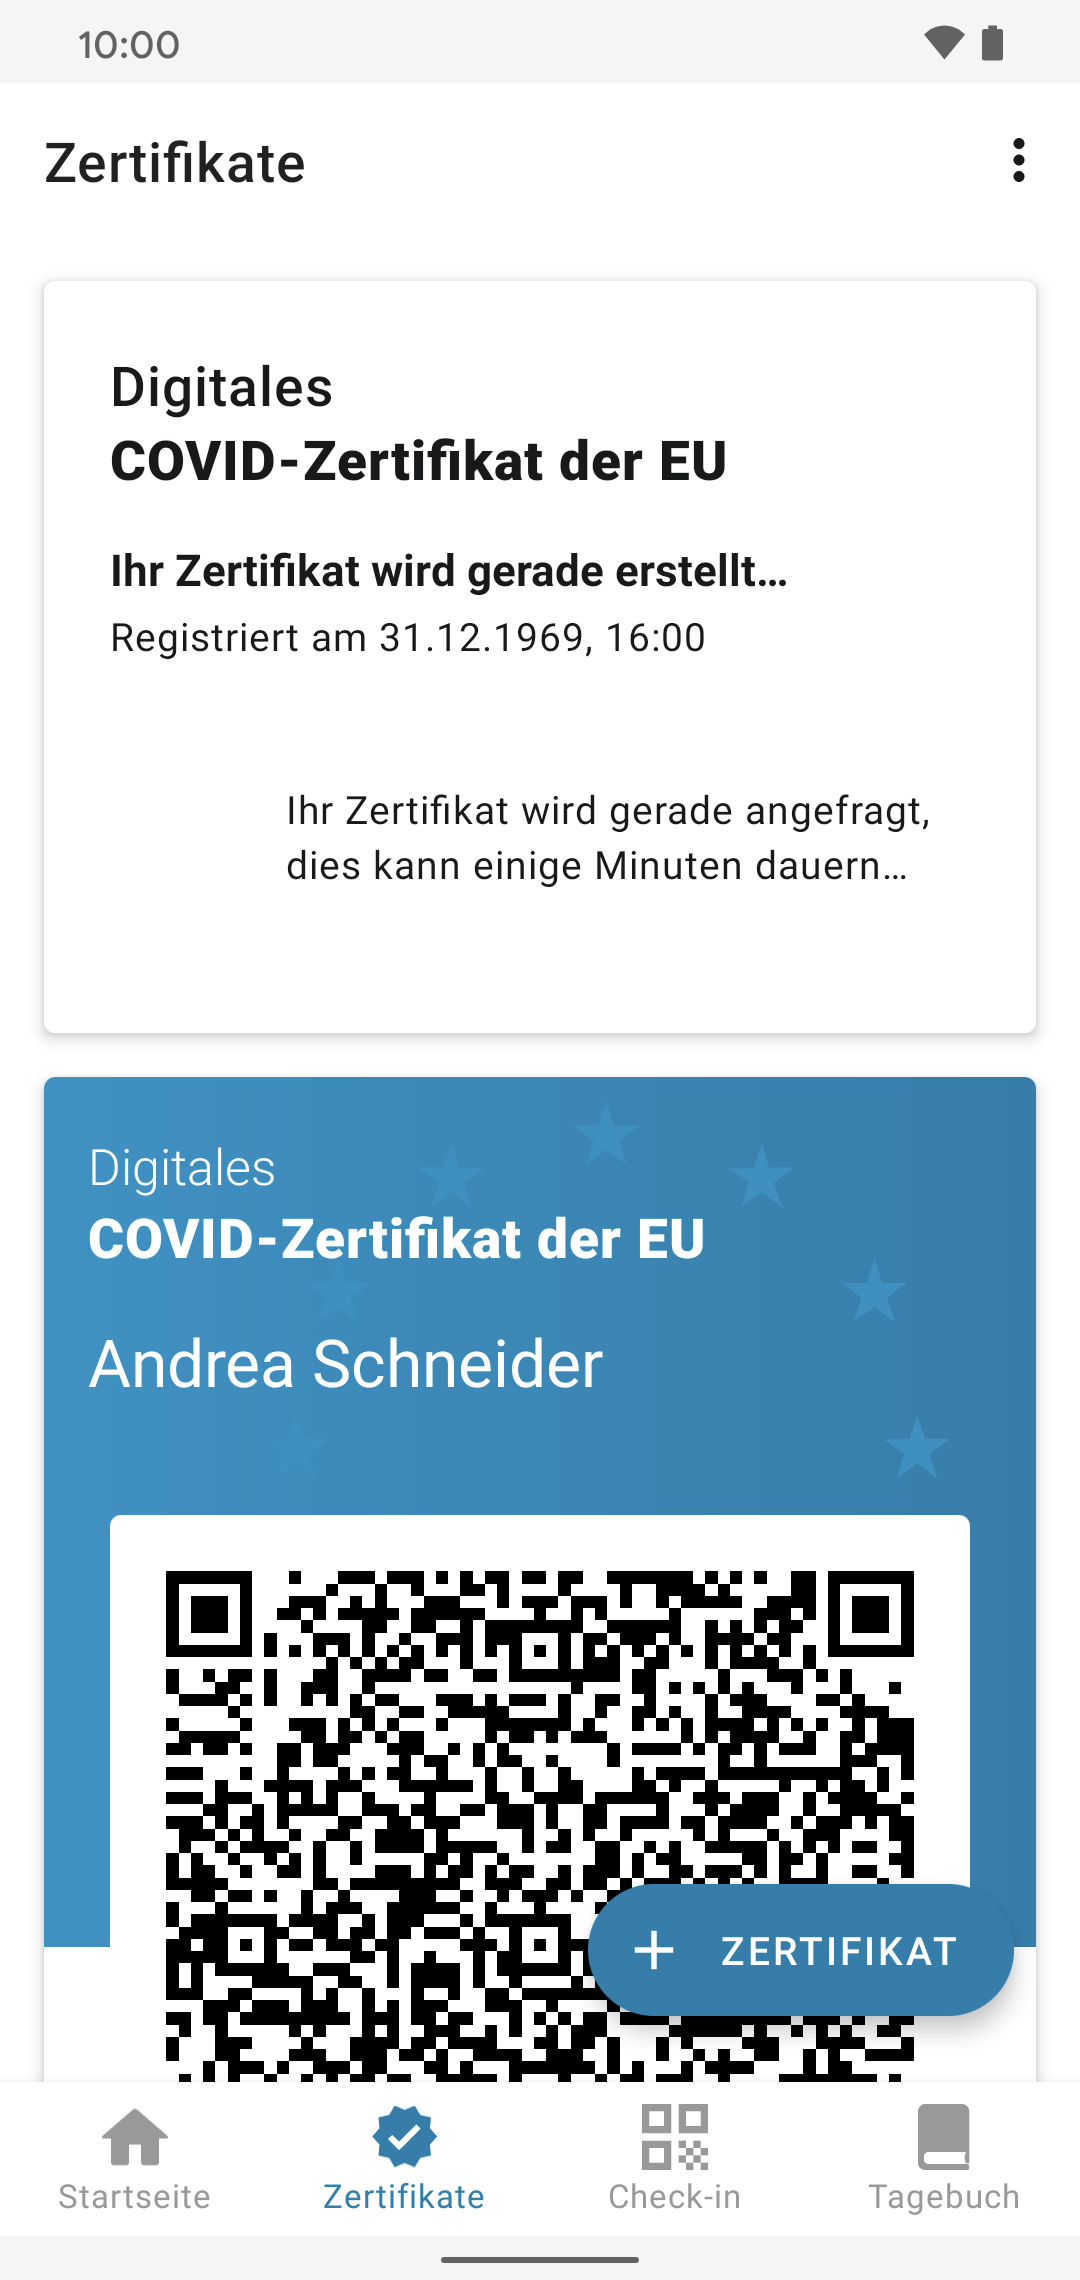 10:00
Zertifikate
Digitales
COVID-Zertifikat der EU
Ihr Zertifikat wird gerade erstellt…
Registriert am 31.12.1969, 16:00
Ihr Zertifikat wird gerade angefragt,
dies kann einige Minuten dauern…
Digitales
COVID-Zertifikat der EU
Andrea Schneider
ZERTIFIKAT
Startseite
Zertifikate
Check-in
Tagebuch